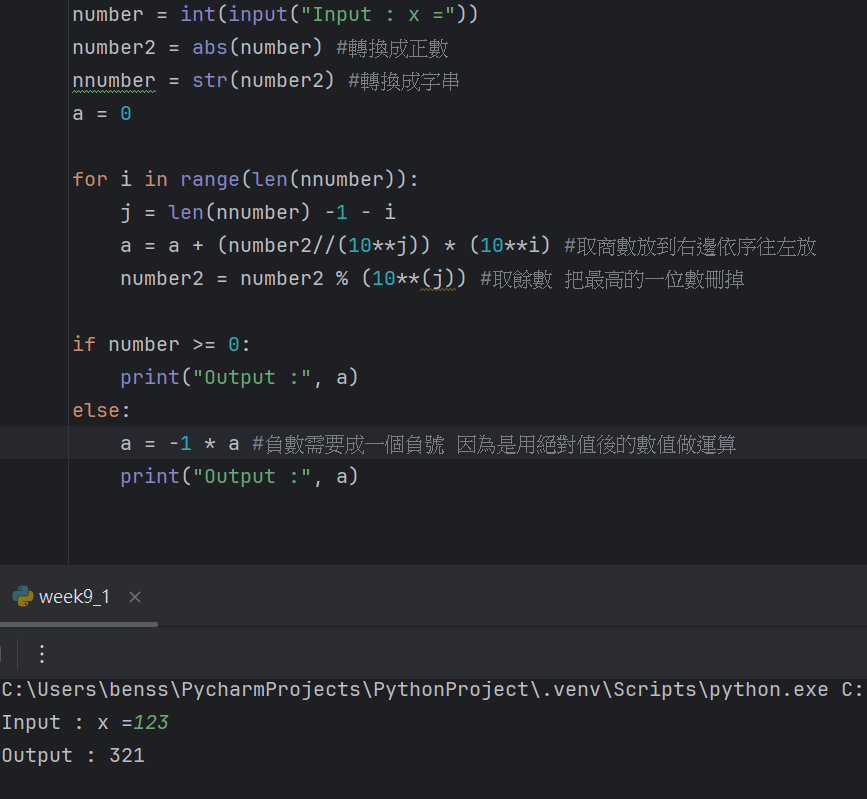 number = int(input("Input : x ="))
number2 = abs(number) #轉換成正數
nnumber = str(number2) #轉換成字串
a = 0
for i in range(len(nnumber)):
    j = len(nnumber) -1 - i
    a = a + (number2//(10**j)) * (10**i) #取商數放到右邊依序往左放
    number2 = number2 % (10**(j)) #取餘數 把最高的一位數刪掉
if number >= 0:
    print("Output :", a)
else:
    a = -1 * a #負數需要成一個負號 因為是用絕對值後的數值做運算
    print("Output :", a)
week9_1
C:\Users\benss\PycharmProjects\PythonProject\.venv\Scripts\python.exe C:
Input : x =123
Output : 321